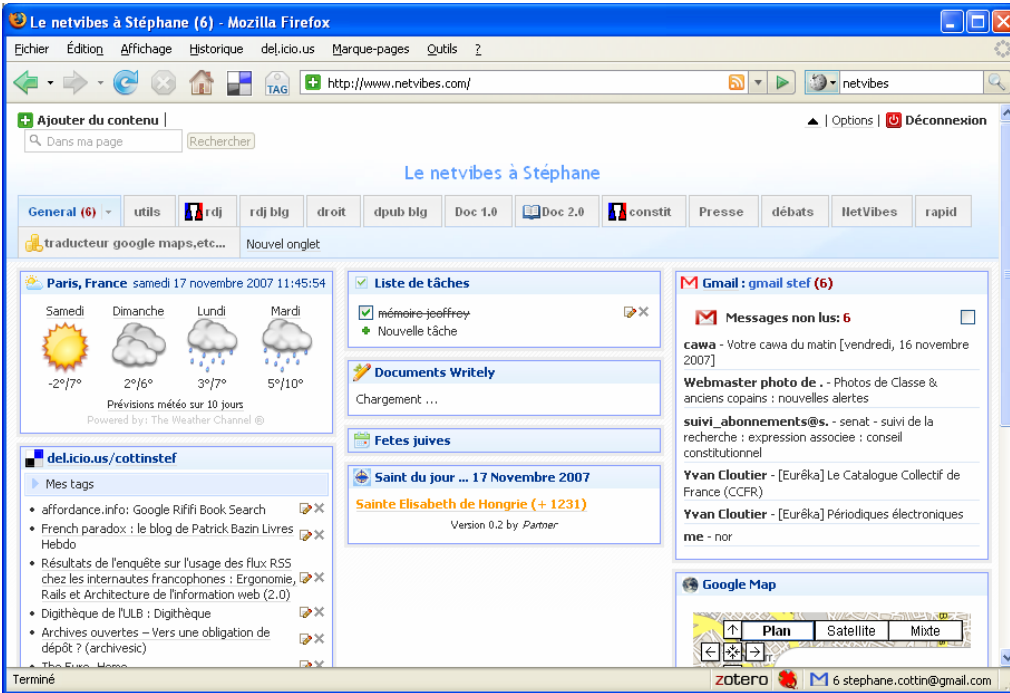 Le netvibes à Stéphane (6) - Mozilla Firefox
Fichier Édition Affichage Historique del.icio.us Marque-pages Outils ?
TAG http://www.netvibes.com/ netvibes
Ajouter du contenu | ▲ | Options | Déconnexion
Dans ma page Rechercher
Le netvibes à Stéphane
General (6) utils rdj rdj blg droit dpub blg Doc 1.0 Doc 2.0 constit Presse débats NetVibes rapid
traducteur google maps,etc... Nouvel onglet
Paris, France samedi 17 novembre 2007 11:45:54
Samedi Dimanche Lundi Mardi
-2°/7° 2°/6° 3°/7° 5°/10°
Prévisions météo sur 10 jours
Powered by: The Weather Channel ®
del.icio.us/cottinstef
Mes tags
affordance.info: Google Rififi Book Search
French paradox : le blog de Patrick Bazin Livres
Hebdo
Résultats de l'enquête sur l'usage des flux RSS
chez les internautes francophones : Ergonomie,
Rails et Architecture de l'information web (2.0)
Digithèque de l'ULB : Digithèque
Archives ouvertes – Vers une obligation de
dépôt ? (archivesic)
Liste de tâches
mémoire jeoffrey
Nouvelle tâche
Documents Writely
Chargement ...
Fetes juives
Saint du jour ... 17 Novembre 2007
Sainte Elisabeth de Hongrie (+ 1231)
Version 0.2 by Partner
Gmail : gmail stef (6)
Messages non lus: 6
cawa - Votre cawa du matin [vendredi, 16 novembre
2007]
Webmaster photo de . - Photos de Classe &
anciens copains : nouvelles alertes
suivi_abonnements@s. - senat - suivi de la
recherche : expression associee : conseil
constitutionnel
Yvan Cloutier - [Eurêka] Le Catalogue Collectif de
France (CCFR)
Yvan Cloutier - [Eurêka] Périodiques électroniques
me - nor
Google Map
Plan Satellite Mixte
Terminé zotero 6 stephane.cottin@gmail.com